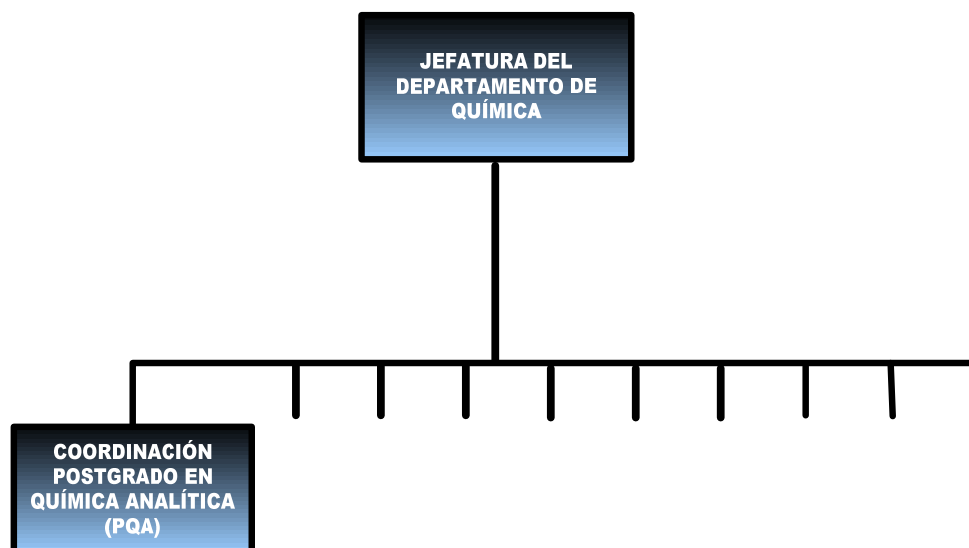 JEFATURA DEL
DEPARTAMENTO DE
QUÍMICA
COORDINACIÓN
POSTGRADO EN
QUÍMICA ANALÍTICA
(PQA)